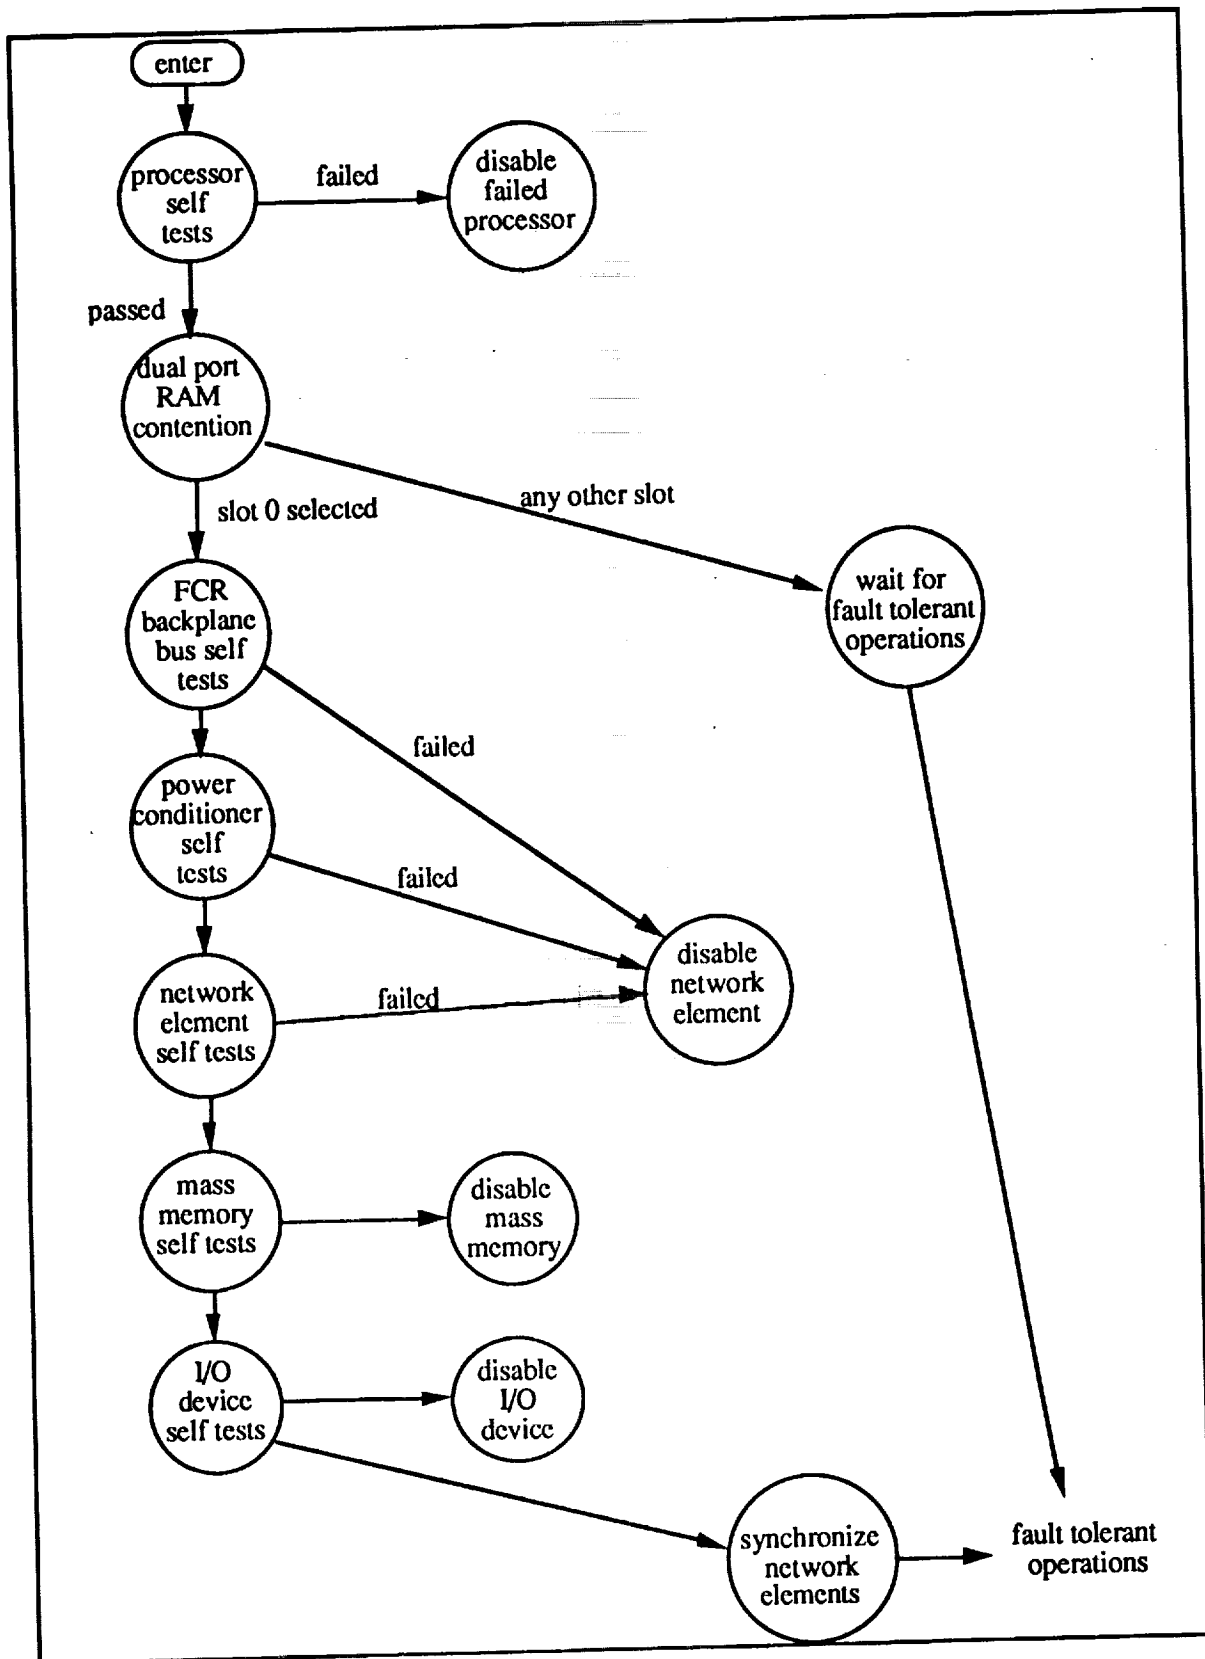 enter
processor
self
tests
failed
disable
failed
processor
passed
dual port
RAM
contention
slot 0 selected
any other slot
wait for
fault tolerant
operations
FCR
backplane
bus self
tests
failed
power
conditioner
self
tests
failed
disable
network
element
network
element
self tests
failed
mass
memory
self tests
disable
mass
memory
I/O
device
self tests
disable
I/O
device
synchronize
network
elements
fault tolerant
operations